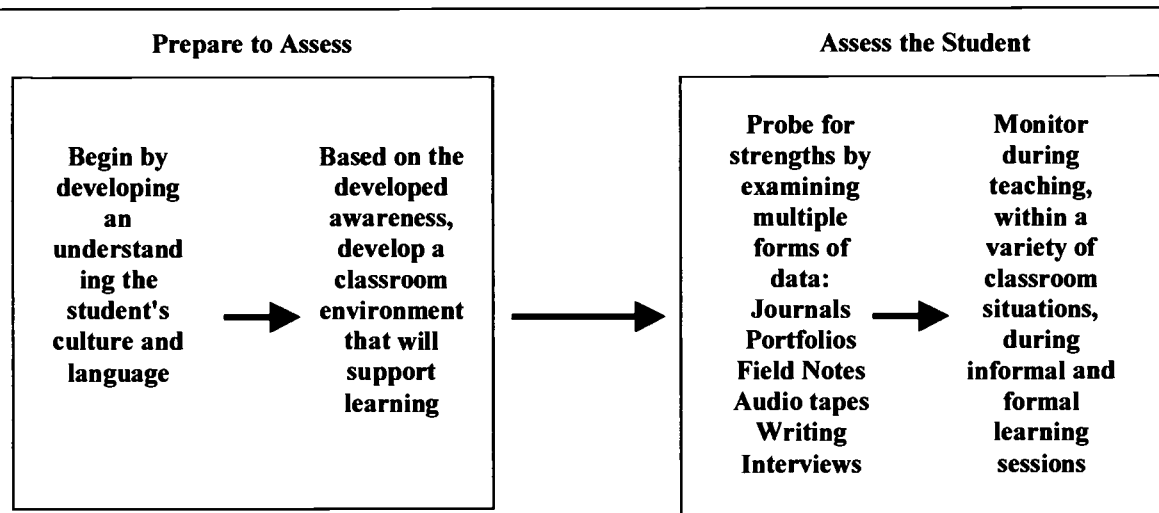 Prepare to Assess
Begin by
developing
an
understand
ing the
student's
culture and
language
Based on the
developed
awareness,
develop a
classroom
environment
that will
support
learning
Assess the Student
Probe for
strengths by
examining
multiple
forms of
data:
Journals
Portfolios
Field Notes
Audio tapes
Writing
Interviews
Monitor
during
teaching,
within a
variety of
classroom
situations,
during
informal and
formal
learning
sessions